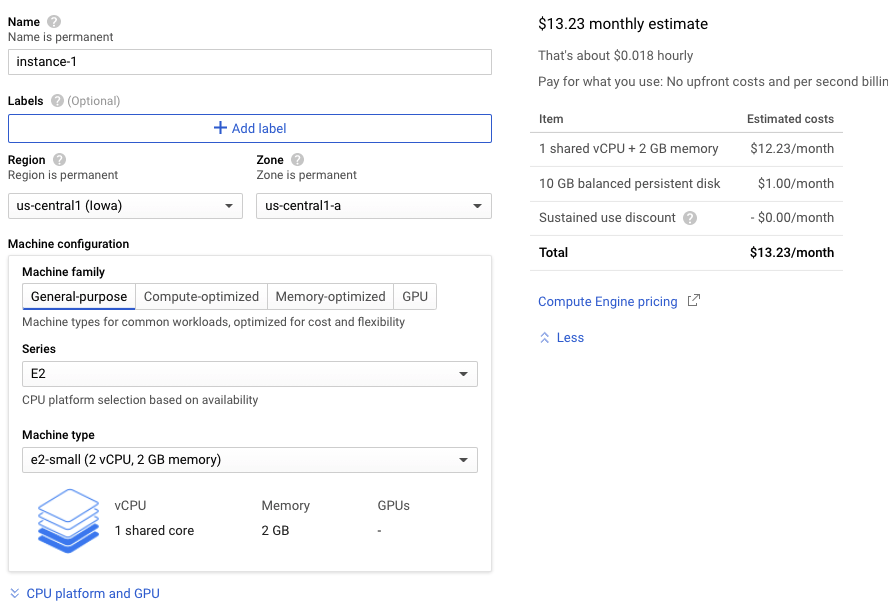 Name
Name is permanent
instance-1
Labels (Optional)
+ Add label
Region
Region is permanent
us-central1 (Iowa)
Zone
Zone is permanent
us-central1-a
Machine configuration
Machine family
General-purpose Compute-optimized Memory-optimized GPU
Machine types for common workloads, optimized for cost and flexibility
Series
E2
CPU platform selection based on availability
Machine type
e2-small (2 vCPU, 2 GB memory)
vCPU Memory GPUs
1 shared core 2 GB -
CPU platform and GPU
$13.23 monthly estimate
That's about $0.018 hourly
Pay for what you use: No upfront costs and per second billin
Item Estimated costs
1 shared vCPU + 2 GB memory $12.23/month
10 GB balanced persistent disk $1.00/month
Sustained use discount - $0.00/month
Total $13.23/month
Compute Engine pricing
Less